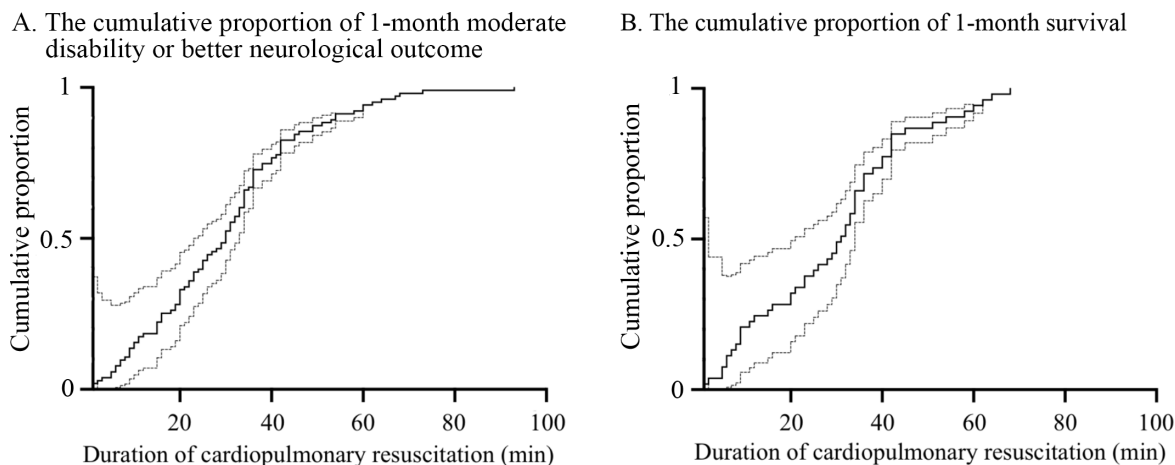 A. The cumulative proportion of 1-month moderate
disability or better neurological outcome
1
0.5
0
Cumulative proportion
20 40 60 80 100
Duration of cardiopulmonary resuscitation (min)
B. The cumulative proportion of 1-month survival
1
0.5
0
Cumulative proportion
20 40 60 80 100
Duration of cardiopulmonary resuscitation (min)